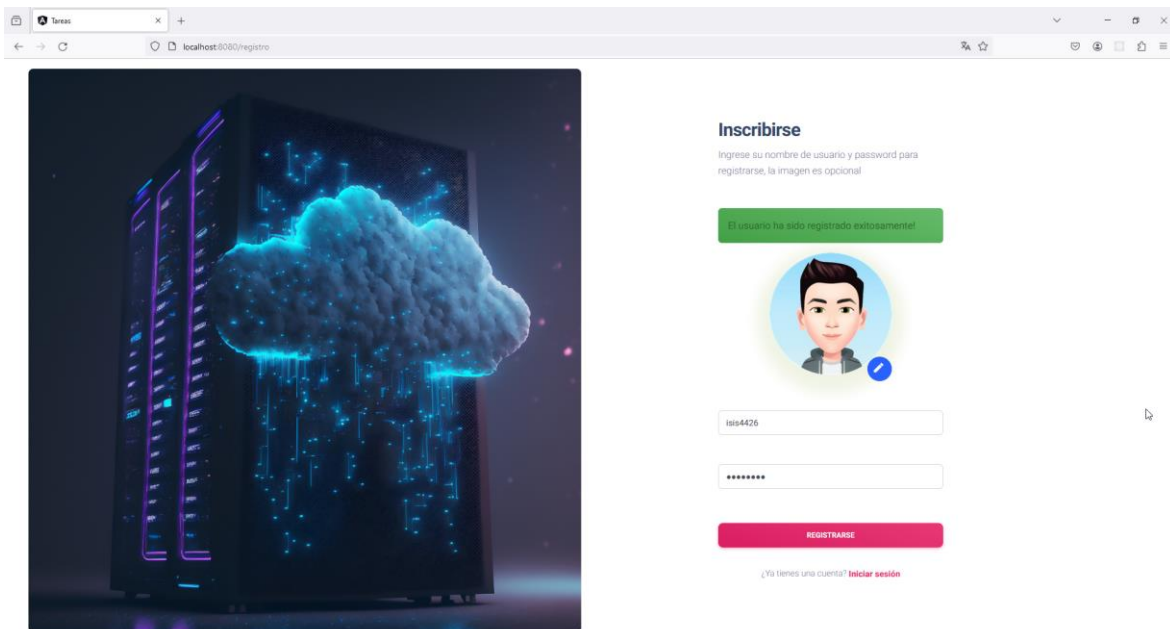 Tareas
localhost:8080/registro
Inscribirse
Ingrese su nombre de usuario y password para
registrarse, la imagen es opcional
El usuario ha sido registrado exitosamente!
isis4426
••••••••
REGISTRARSE
¿Ya tienes una cuenta? Iniciar sesión